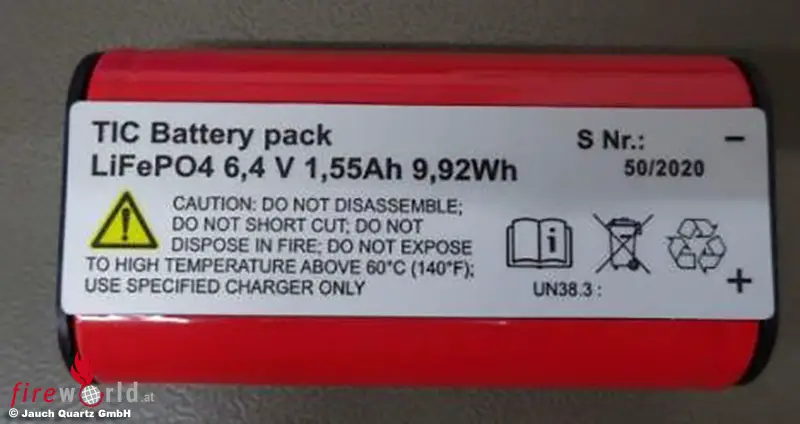 TIC Battery pack
LiFePO4 6,4 V 1,55Ah 9,92Wh
S Nr.:
50/2020
−
CAUTION: DO NOT DISASSEMBLE;
DO NOT SHORT CUT; DO NOT
DISPOSE IN FIRE; DO NOT EXPOSE
TO HIGH TEMPERATURE ABOVE 60°C (140°F);
USE SPECIFIED CHARGER ONLY
UN38.3 :
+
fireworld.at
© Jauch Quartz GmbH